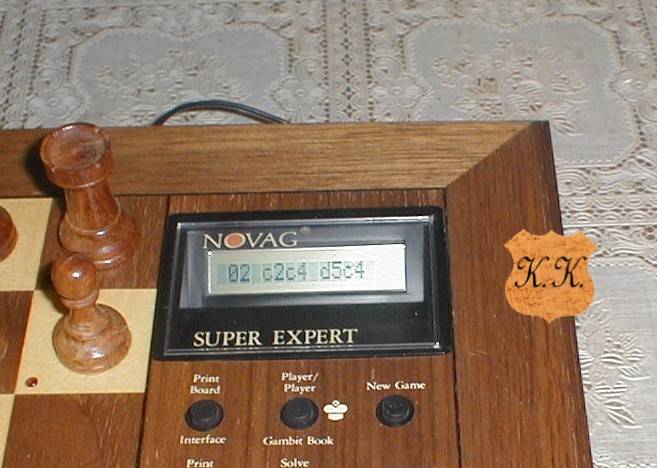 NOVAG®
02 c2c4 d5c4
K.K.
SUPER EXPERT
Print
Board
Player/
Player
New Game
Interface
Gambit Book
Print
Solve